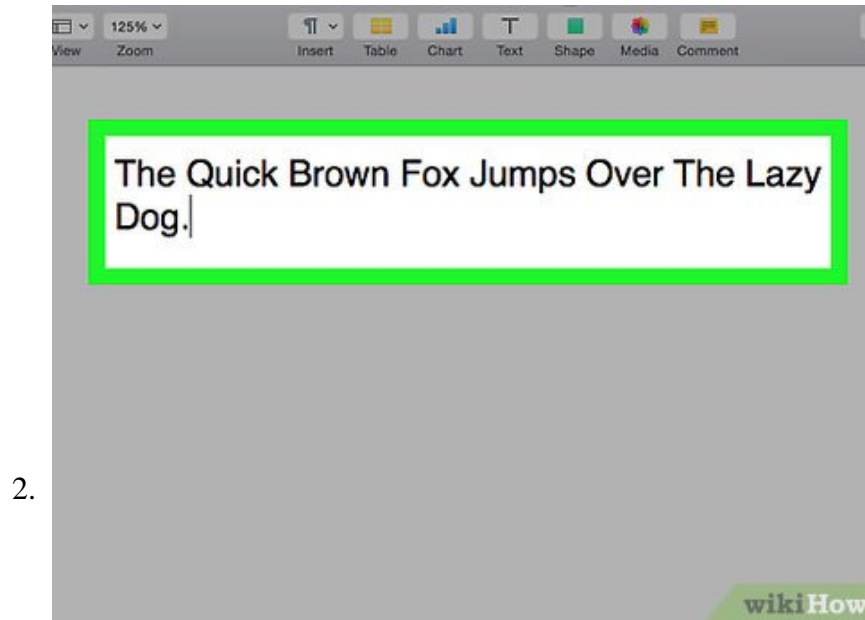 125%
View Zoom Insert Table Chart Text Shape Media Comment
The Quick Brown Fox Jumps Over The Lazy
Dog.
2.
wikiHow